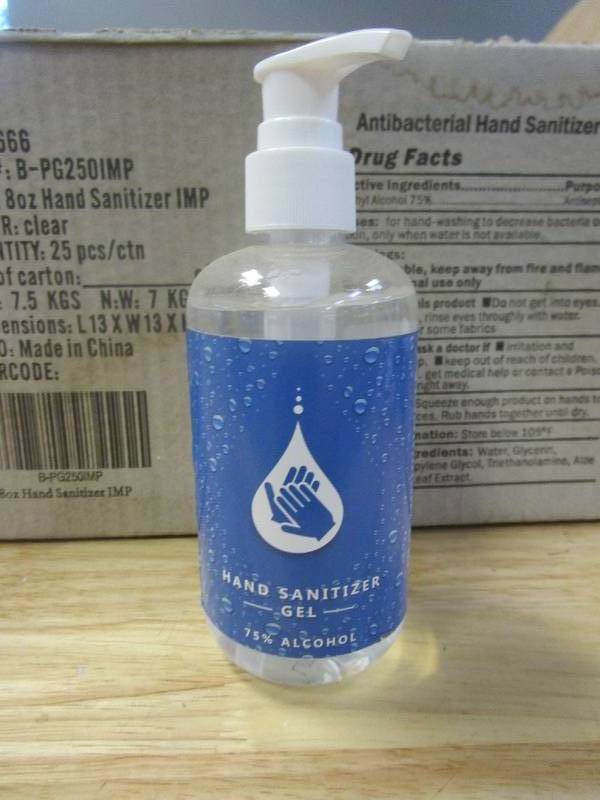 666
#: B-PG250IMP
8oz Hand Sanitizer IMP
R: clear
NTITY: 25 pcs/ctn
of carton:
: 7.5 KGS N:W: 7 KG
ensions: L13 X W13 X
O: Made in China
RCODE:
B-PG250IMP
8oz Hand Sanitizer IMP
Antibacterial Hand Sanitizer
Drug Facts
ctive Ingredients....................Purpo
hyl Alcohol 75% Antisept
ses: for hand-washing to decrease bacteria o
n, only when water is not available.
ngs:
ble, keep away from fire and flam
nal use only
is product ■Do not get into eyes.
, rinse eyes throughly with water.
r some fabrics
ask a doctor if ■irritation and
p. ■keep out of reach of children.
, get medical help or contact a Poiso
right away.
Squeeze enough product on hands to
ces. Rub hands together until dry.
mation: Store below 105°F
redients: Water, Glycerin,
pylene Glycol, Triethanolamine, Aloe
eaf Extract.
HAND SANITIZER
GEL
75% ALCOHOL